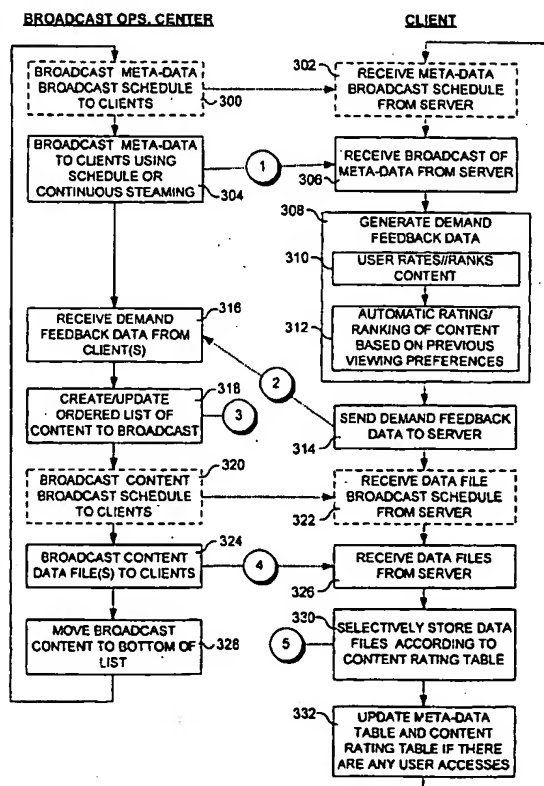 BROADCAST OPS. CENTER
CLIENT
BROADCAST META-DATA
BROADCAST SCHEDULE
TO CLIENTS
300
302
RECEIVE META-DATA
BROADCAST SCHEDULE
FROM SERVER
BROADCAST META-DATA
TO CLIENTS USING
SCHEDULE OR
CONTINUOUS STEAMING
304
1
RECEIVE BROADCAST OF
META-DATA FROM SERVER
306
308
GENERATE DEMAND
FEEDBACK DATA
310
USER RATES//RANKS
CONTENT
312
AUTOMATIC RATING/
RANKING OF CONTENT
BASED ON PREVIOUS
VIEWING PREFERENCES
316
RECEIVE DEMAND
FEEDBACK DATA FROM
CLIENT(S)
2
318
CREATE/UPDATE
ORDERED LIST OF
CONTENT TO BROADCAST
3
SEND DEMAND FEEDBACK
DATA TO SERVER
314
320
BROADCAST CONTENT
BROADCAST SCHEDULE
TO CLIENTS
RECEIVE DATA FILE
BROADCAST SCHEDULE
FROM SERVER
322
324
BROADCAST CONTENT
DATA FILE(S) TO CLIENTS
4
RECEIVE DATA FILES
FROM SERVER
326
MOVE BROADCAST
CONTENT TO BOTTOM OF
LIST
328
330
SELECTIVELY STORE DATA
FILES ACCORDING TO
CONTENT RATING TABLE
5
332
UPDATE META-DATA
TABLE AND CONTENT
RATING TABLE IF THERE
ARE ANY USER ACCESSES